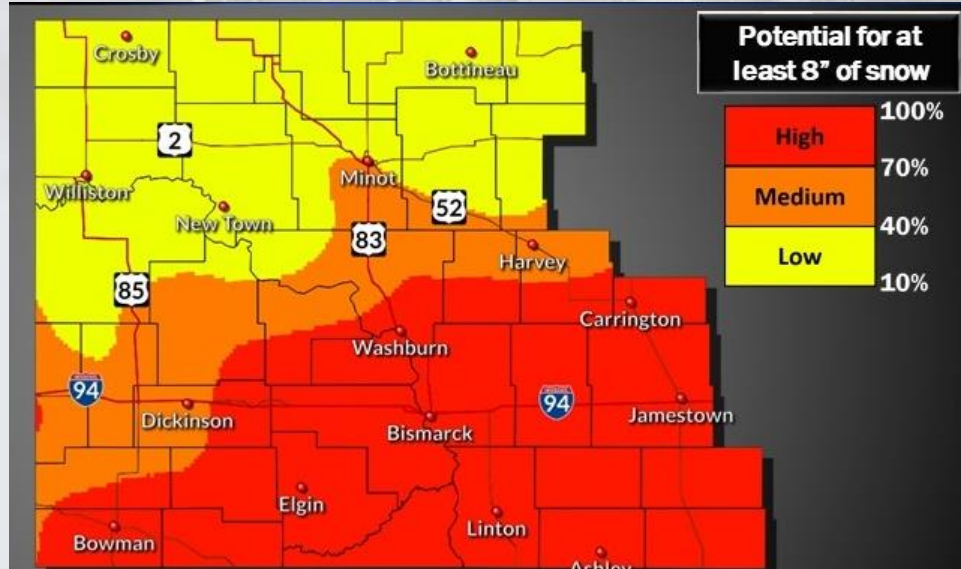 Potential for at
least 8” of snow
100%
High
70%
Medium
40%
Low
10%
Crosby
Bottineau
2
Minot
Williston
New Town
52
83
Harvey
85
Carrington
Washburn
94
94
Dickinson
Jamestown
Bismarck
Elgin
Linton
Bowman
Ashley